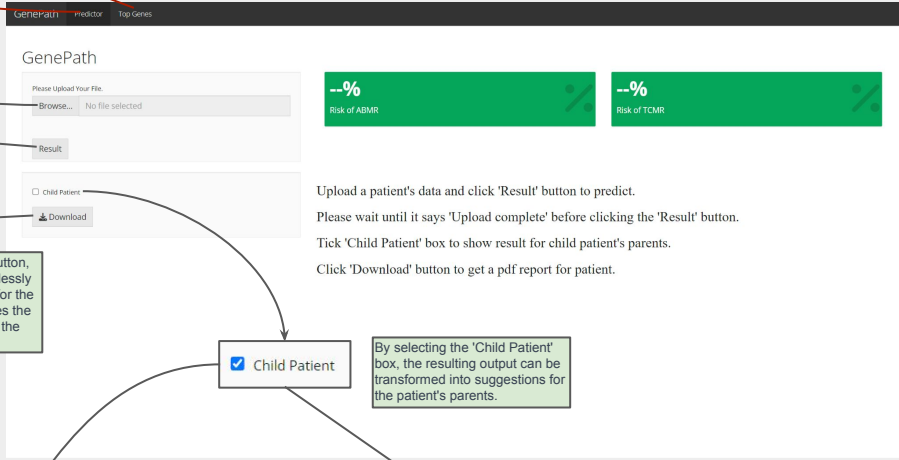 GenePath Predictor Top Genes
GenePath
Please Upload Your File.
Browse... No file selected
Result
--%
Risk of ABMR
--%
Risk of TCMR
Child Patient
Download
Upload a patient's data and click 'Result' button to predict.
Please wait until it says 'Upload complete' before clicking the 'Result' button.
Tick 'Child Patient' box to show result for child patient's parents.
Click 'Download' button to get a pdf report for patient.
or the
the
Child Patient
By selecting the 'Child Patient'
box, the resulting output can be
transformed into suggestions for
the patient's parents.